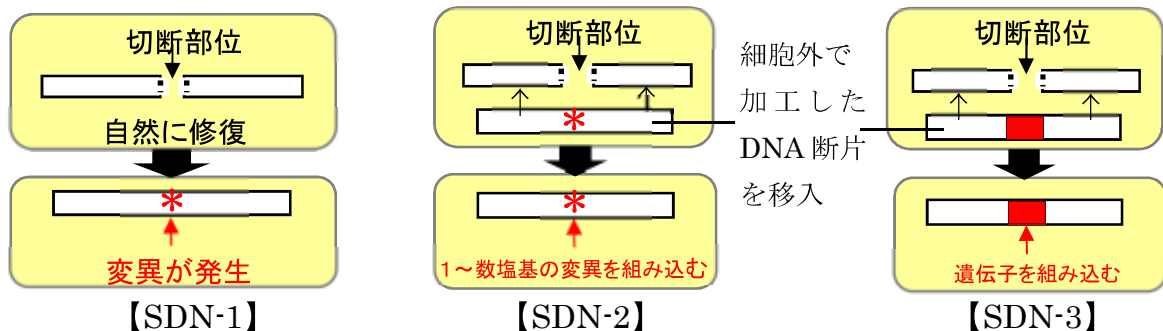 切断部位
自然に修復
*
変異が発生
【SDN-1】
切断部位
*
*
1～数塩基の変異を組み込む
【SDN-2】
細胞外で
加工した
DNA 断片
を移入
切断部位
遺伝子を組み込む
【SDN-3】